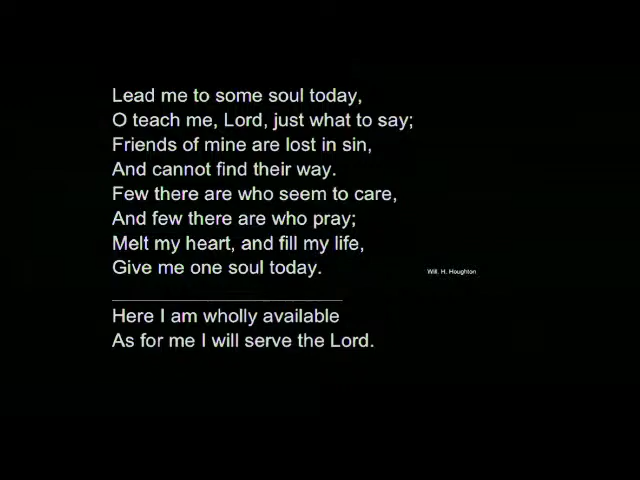 Lead me to some soul today,
O teach me, Lord, just what to say;
Friends of mine are lost in sin,
And cannot find their way.
Few there are who seem to care,
And few there are who pray;
Melt my heart, and fill my life,
Give me one soul today.
Will. H. Houghton
Here I am wholly available
As for me I will serve the Lord.